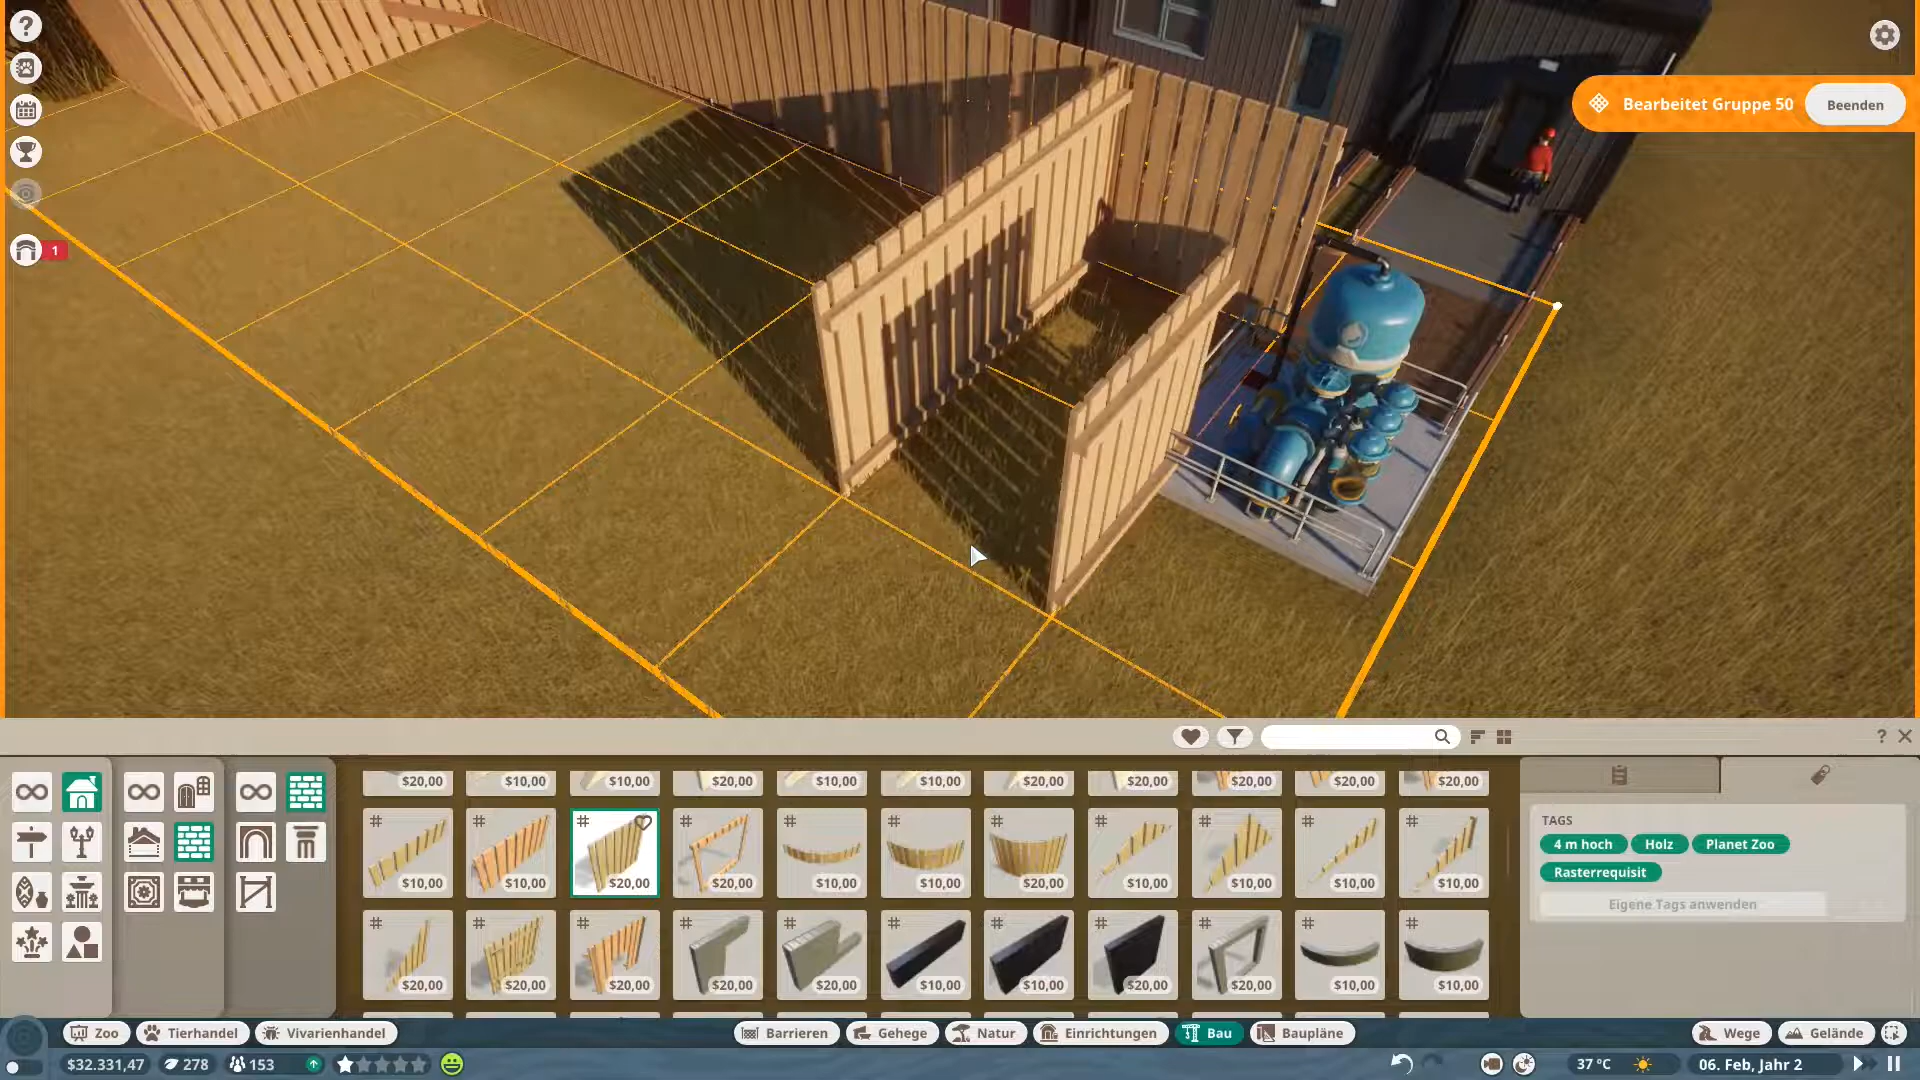 ?
Bearbeitet Gruppe 50
Beenden
1
?
$20,00 $10,00 $10,00 $20,00 $10,00 $10,00 $20,00 $20,00 $20,00 $20,00 $20,00
$10,00 $10,00 $20,00 $20,00 $10,00 $10,00 $20,00 $10,00 $10,00 $10,00 $10,00
$20,00 $20,00 $20,00 $20,00 $20,00 $10,00 $10,00 $20,00 $20,00 $10,00 $10,00
TAGS
4 m hoch Holz Planet Zoo
Rasterrequisit
Eigene Tags anwenden
Zoo Tierhandel Vivarienhandel Barrieren Gehege Natur Einrichtungen Bau Baupläne Wege Gelände
$32.331,47 278 153 37 °C 06. Feb, Jahr 2